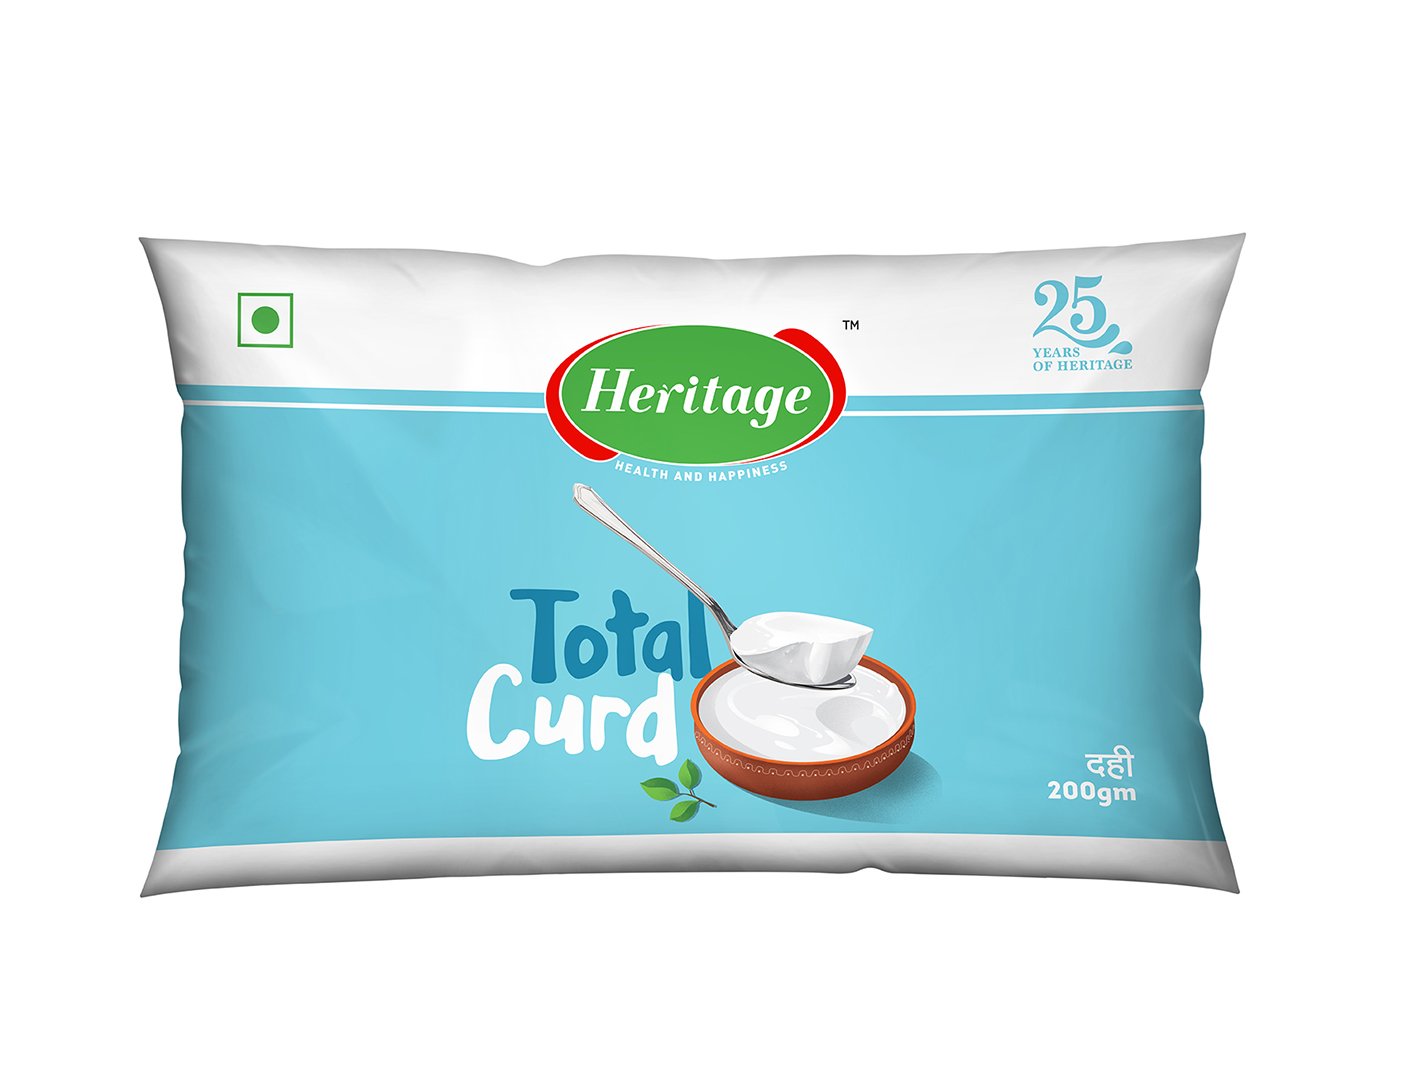 25
YEARS
OF HERITAGE
Heritage
TM
HEALTH AND HAPPINESS
Total
Curd
दही
200gm